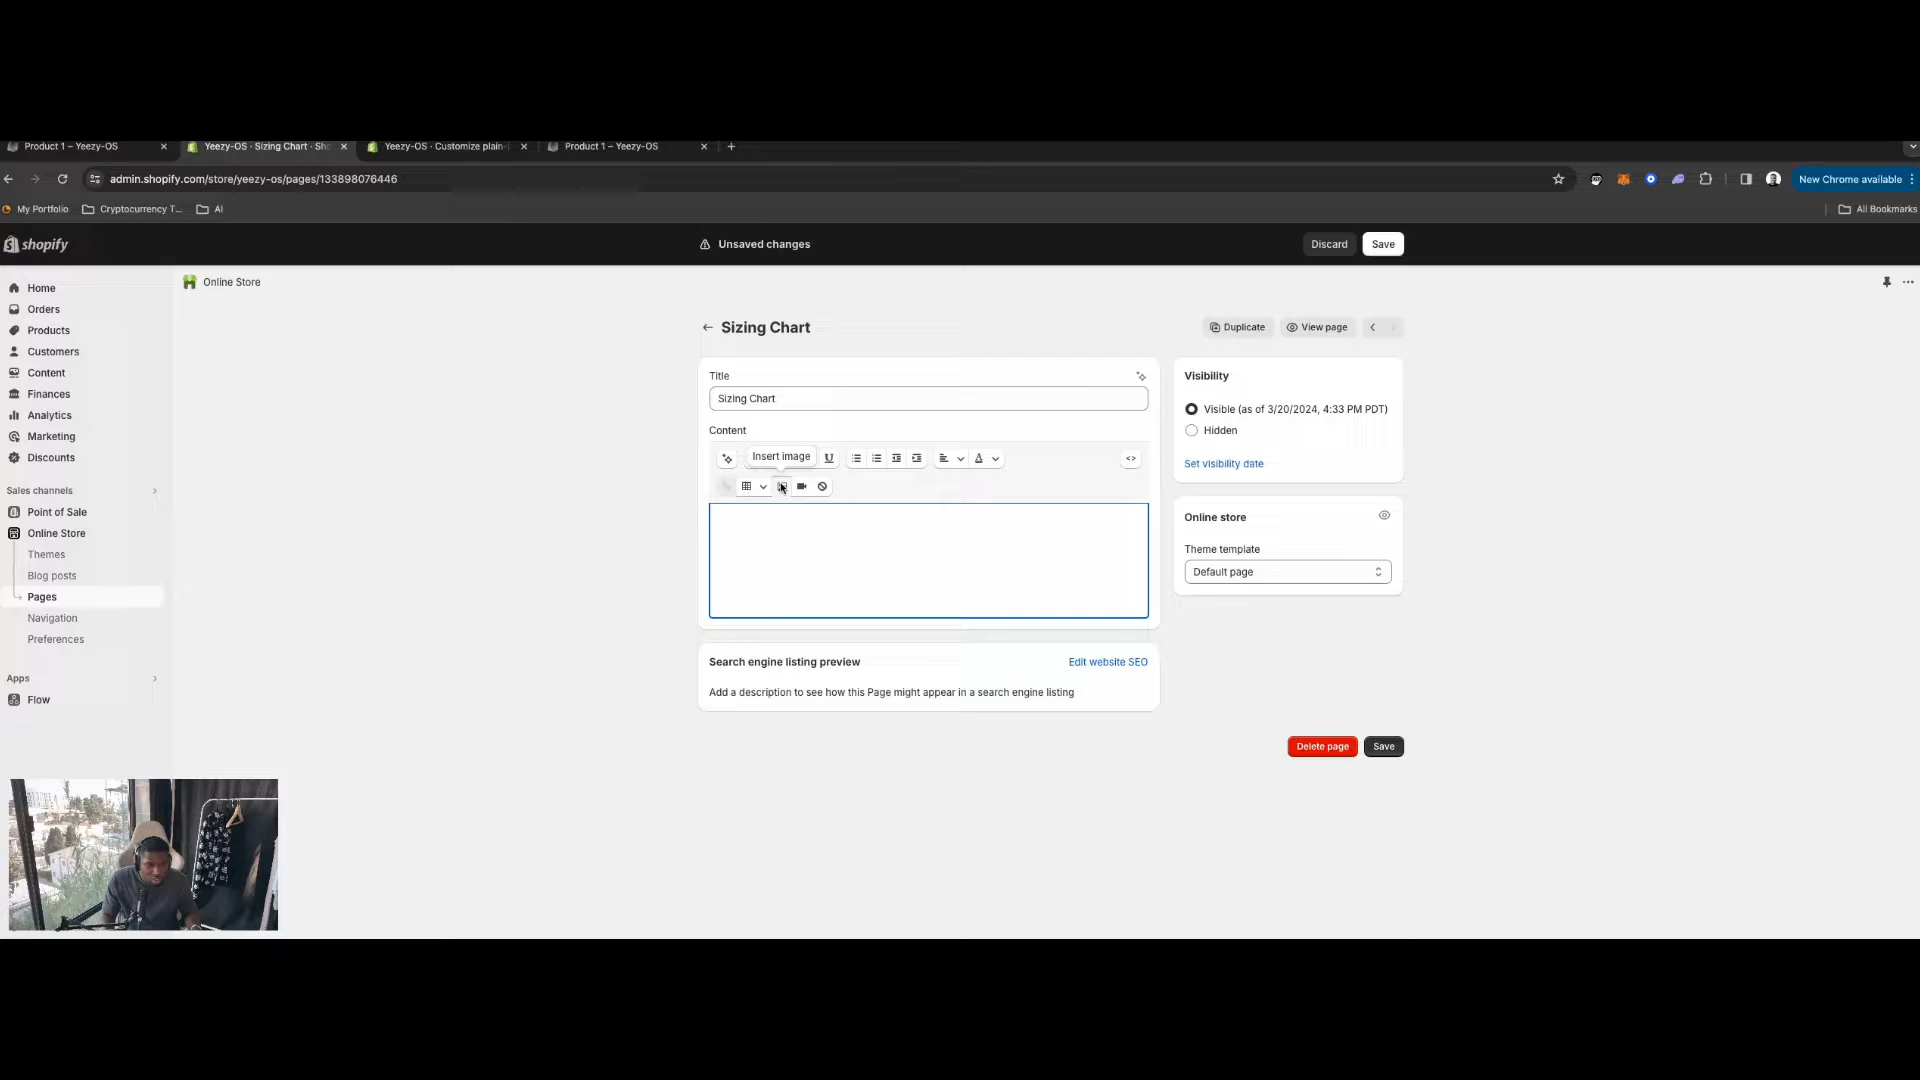 Product 1 – Yeezy-OS
Yeezy-OS · Sizing Chart · Sh
Yeezy-OS · Customize plain-
Product 1 – Yeezy-OS
admin.shopify.com/store/yeezy-os/pages/133898076446
New Chrome available
My Portfolio
Cryptocurrency T...
AI
All Bookmarks
shopify
Unsaved changes
Discard
Save
Home
Orders
Products
Customers
Content
Finances
Analytics
Marketing
Discounts
Sales channels
Point of Sale
Online Store
Themes
Blog posts
Pages
Navigation
Preferences
Apps
Flow
Online Store
Sizing Chart
Duplicate
View page
Title
Sizing Chart
Content
Insert image
U
A
<>
Search engine listing preview
Edit website SEO
Add a description to see how this Page might appear in a search engine listing
Visibility
Visible (as of 3/20/2024, 4:33 PM PDT)
Hidden
Set visibility date
Online store
Theme template
Default page
Delete page
Save